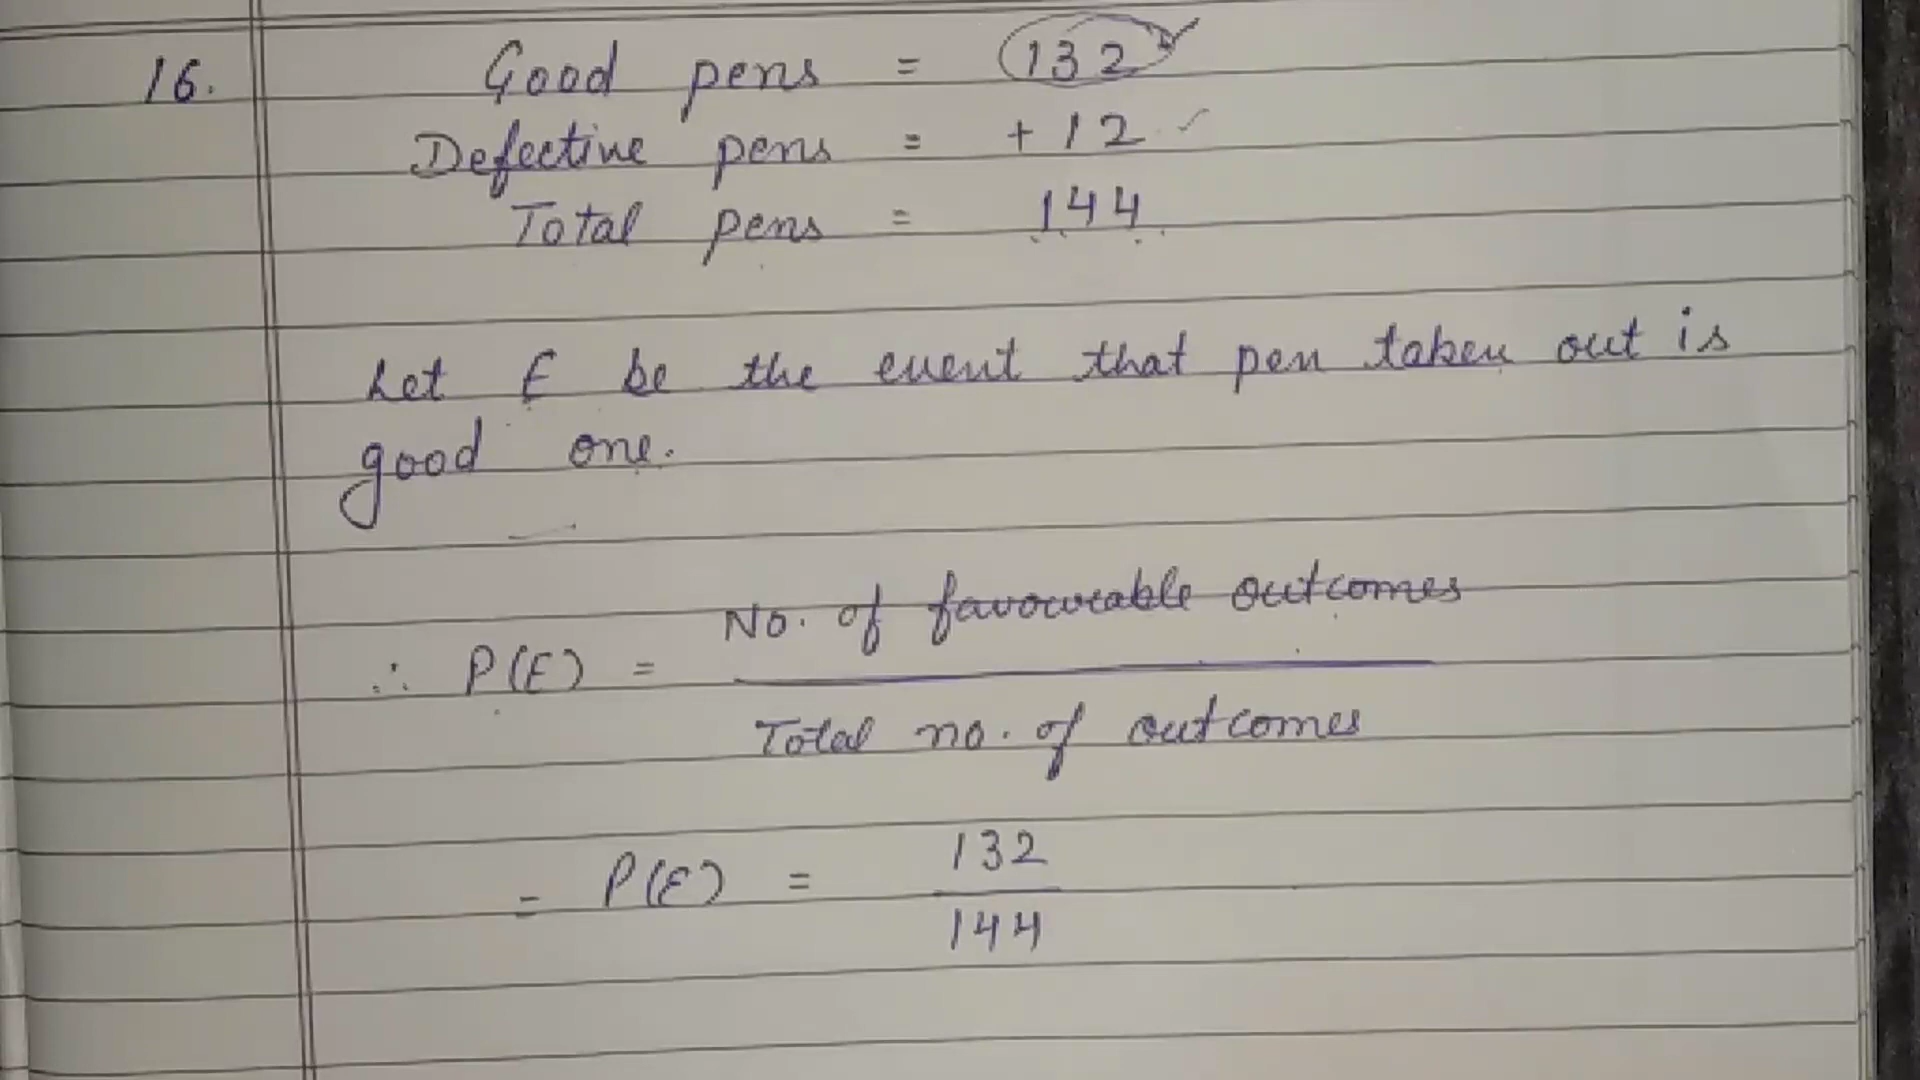 16. Good pens = 132
Defective pens = + 12
Total pens = 144
Let E be the event that pen taken out is
good one.
No. of favourable outcomes
∴ P(E) =
Total no. of outcomes
= P(E) = 132
144